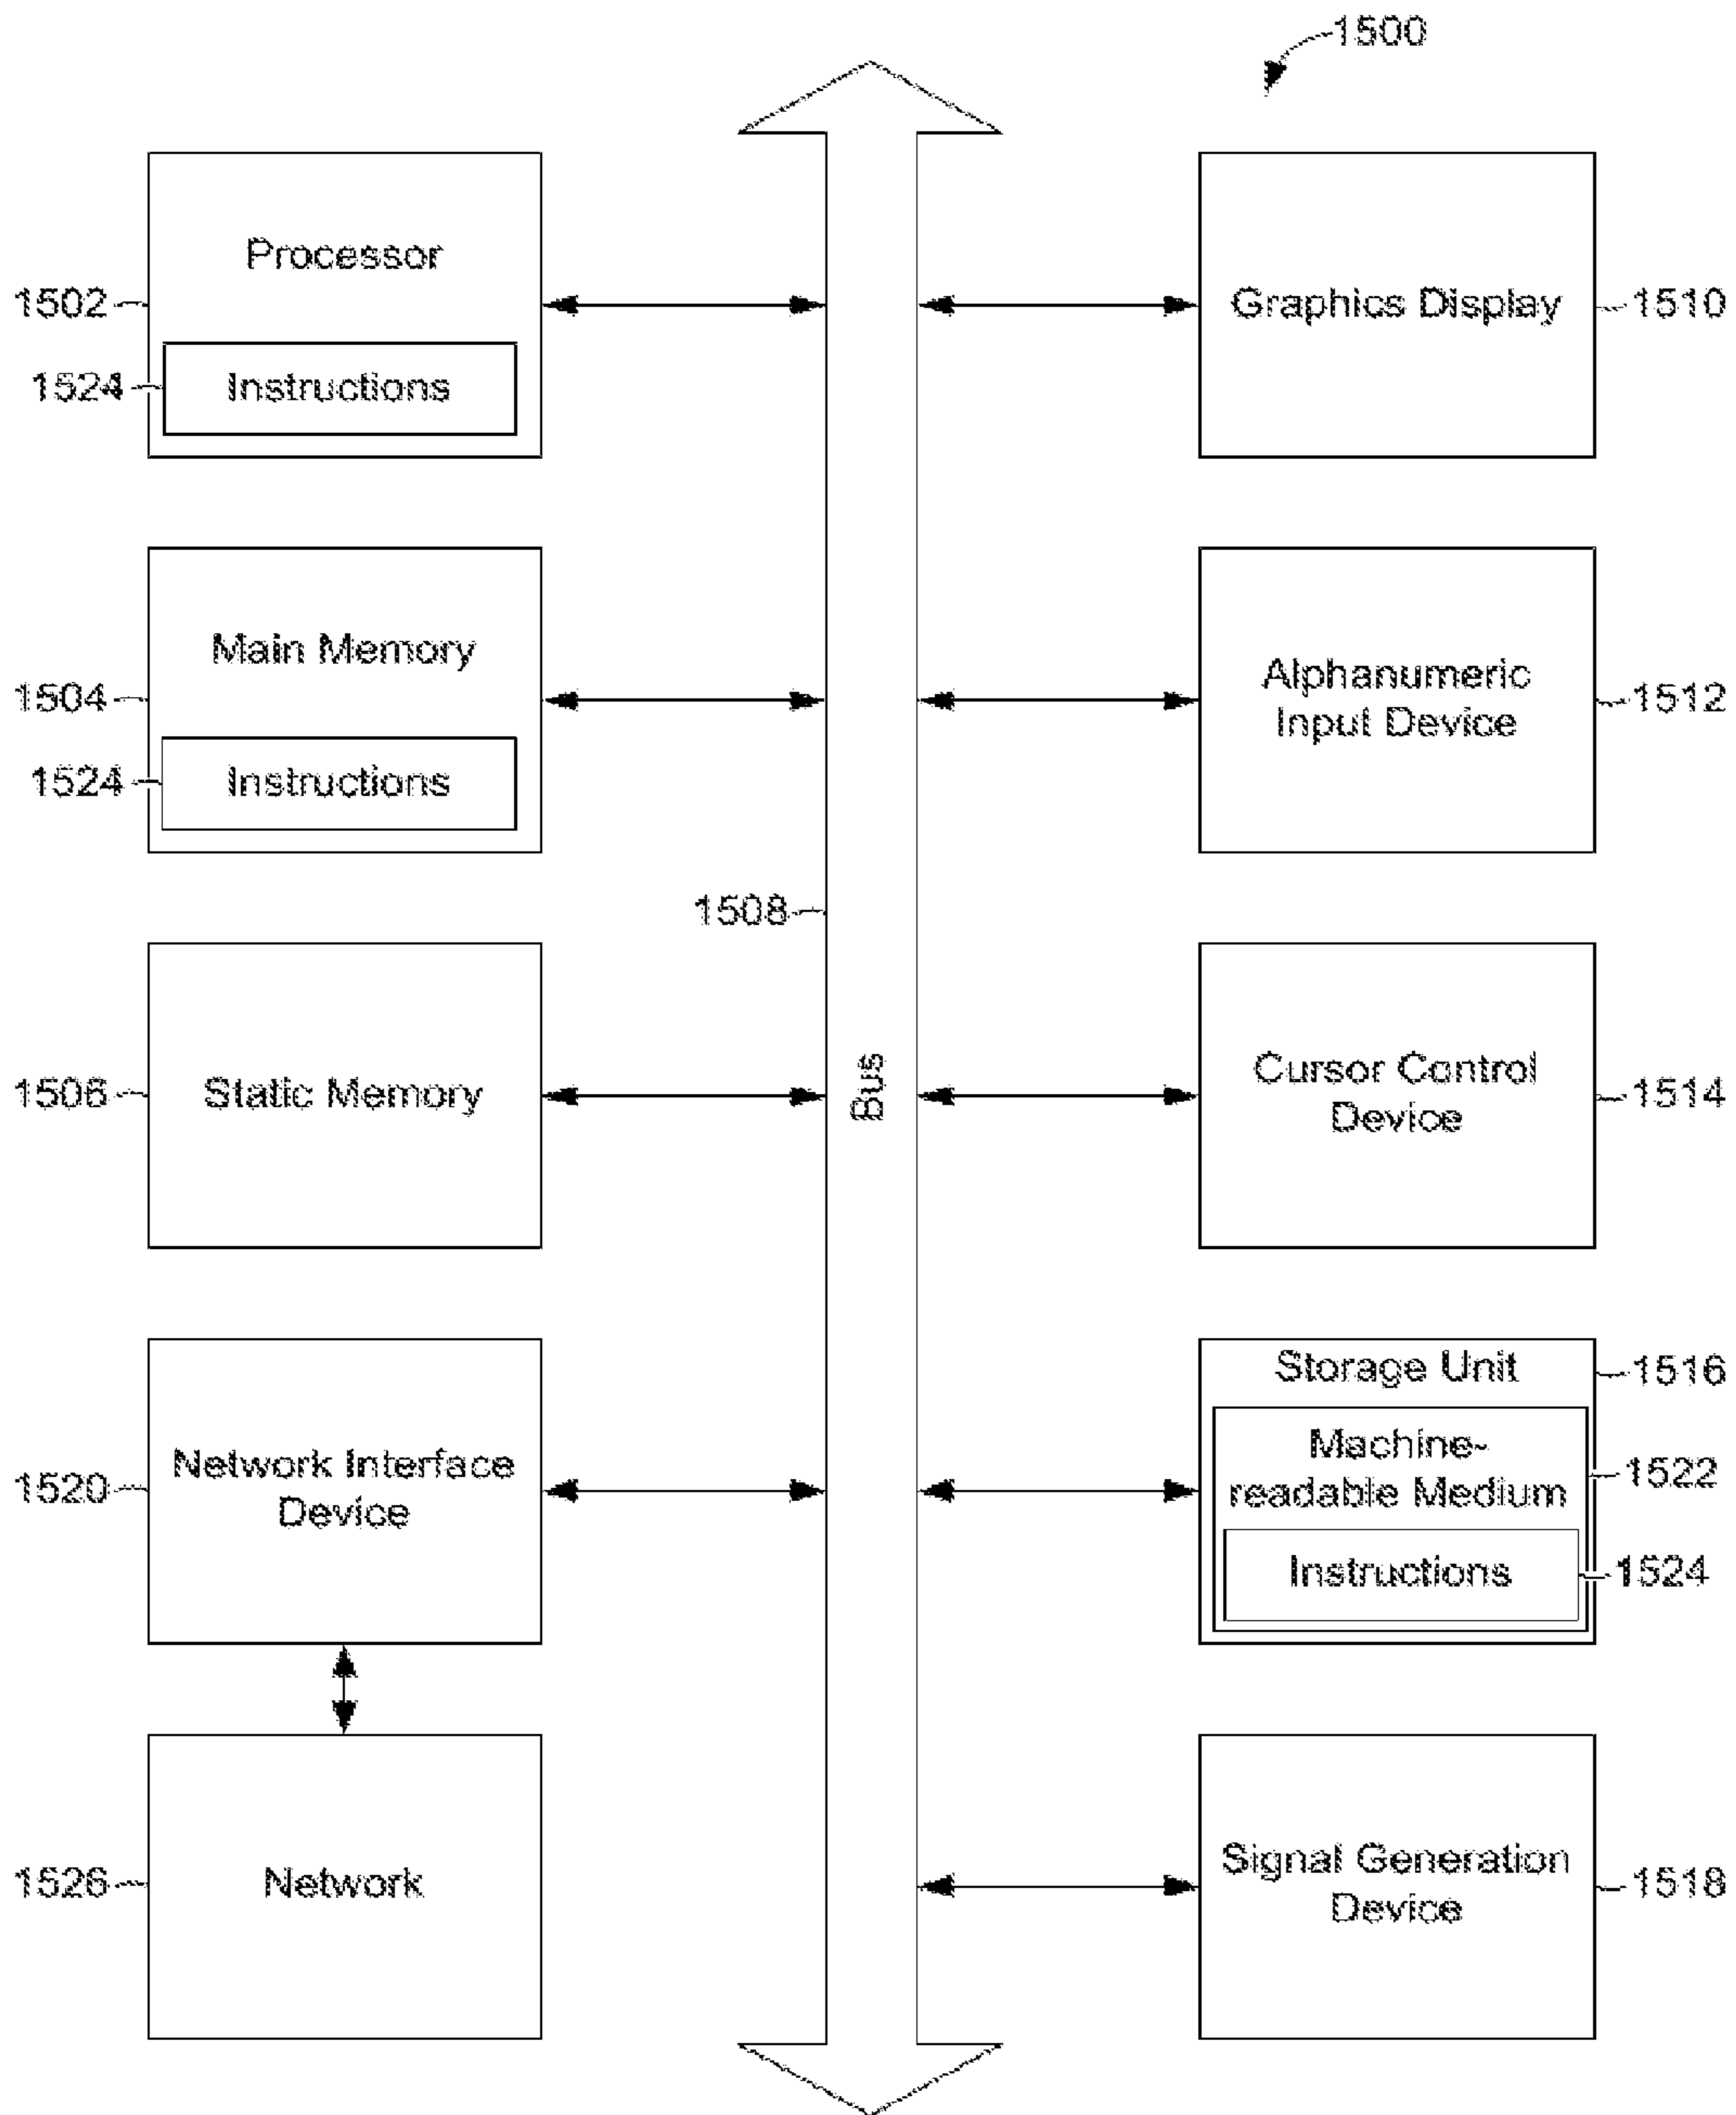 1500
Processor
1502
1524
Instructions
Graphics Display
1510
Main Memory
1504
1524
Instructions
Alphanumeric
Input Device
1512
1508
Bus
Static Memory
1506
Cursor Control
Device
1514
Network Interface
Device
1520
Storage Unit
1516
Machine-
readable Medium
1522
Instructions
1524
Network
1526
Signal Generation
Device
1518